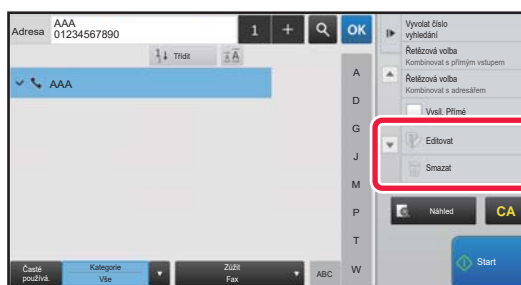 Adresa
AAA
01234567890
1
+
OK
Třídit
AAA
A
D
G
J
M
P
T
W
Časté
používá.
Kategorie
Vše
Zúžit
Fax
ABC
Vyvolat číslo
vyhledání
Řetězová volba
Kombinovat s přímým vstupem
Řetězová volba
Kombinovat s adresářem
Vysíl. Přímé
Editovat
Smazat
Náhled
CA
Start